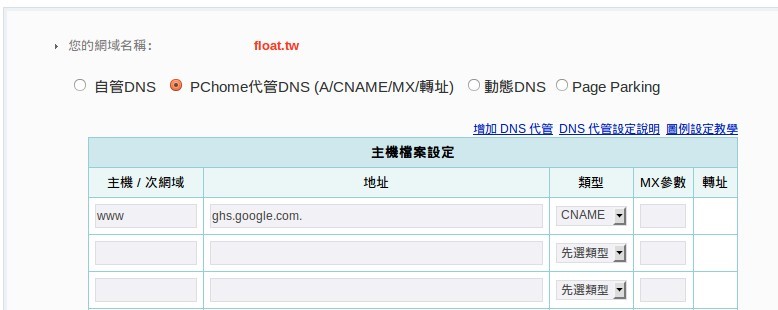 您的網域名稱: float.tw
自管DNS PChome代管DNS (A/CNAME/MX/轉址) 動態DNS Page Parking
增加 DNS 代管 DNS 代管設定說明 圖例設定教學
主機檔案設定
主機 / 次網域 地址 類型 MX參數 轉址
www ghs.google.com. CNAME
先選類型
先選類型